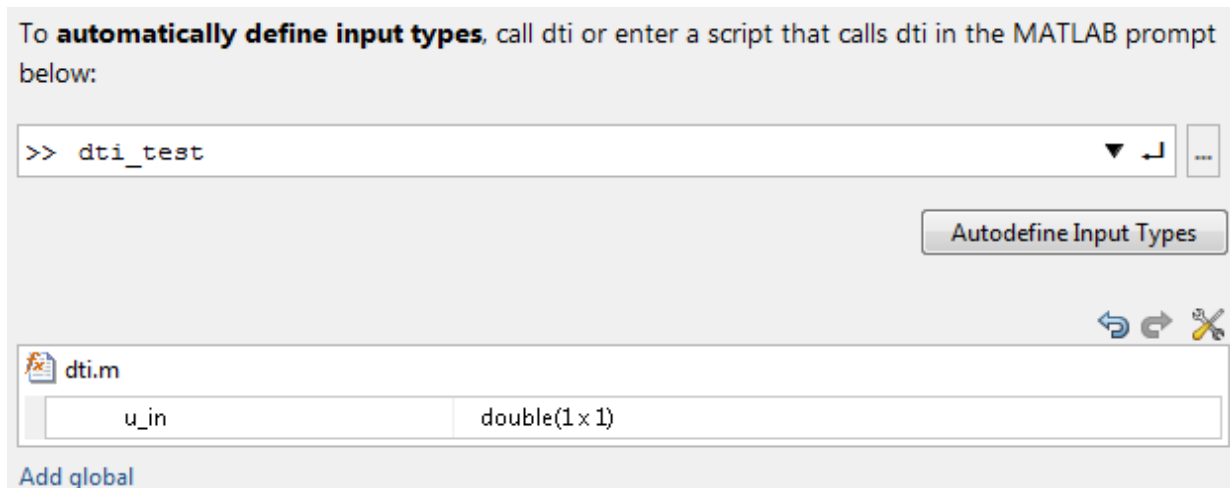 To automatically define input types, call dti or enter a script that calls dti in the MATLAB prompt
below:
>> dti_test
...
Autodefine Input Types
dti.m
u_in double(1 x 1)
Add global